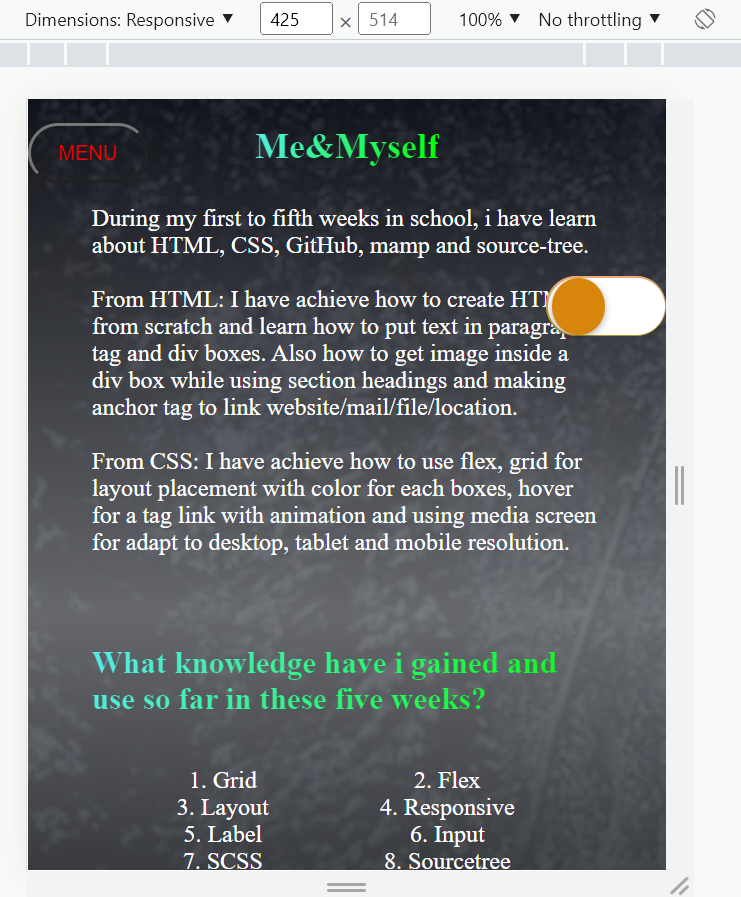 Dimensions: Responsive ▼ 425 × 514 100% ▼ No throttling ▼
MENU
Me&Myself
During my first to fifth weeks in school, i have learn
about HTML, CSS, GitHub, mamp and source-tree.
From HTML: I have achieve how to create
from scratch and learn how to put text in
tag and div boxes. Also how to get image inside a
div box while using section headings and making
anchor tag to link website/mail/file/location.
From CSS: I have achieve how to use flex, grid for
layout placement with color for each boxes, hover
for a tag link with animation and using media screen
for adapt to desktop, tablet and mobile resolution.
What knowledge have i gained and
use so far in these five weeks?
1. Grid 2. Flex
3. Layout 4. Responsive
5. Label 6. Input
7. SCSS 8. Sourcetree